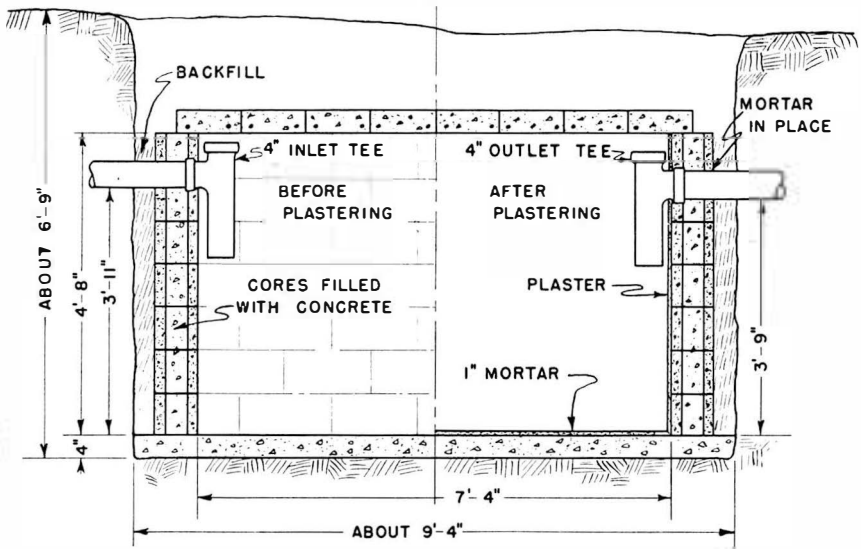 BACKFILL
MORTAR
IN PLACE
4" INLET TEE
4" OUTLET TEE
BEFORE
PLASTERING
AFTER
PLASTERING
ABOUT 6'-9"
4'-8"
3'-11"
CORES FILLED
WITH CONCRETE
PLASTER
3'-9"
1" MORTAR
4"
7'-4"
ABOUT 9'-4"